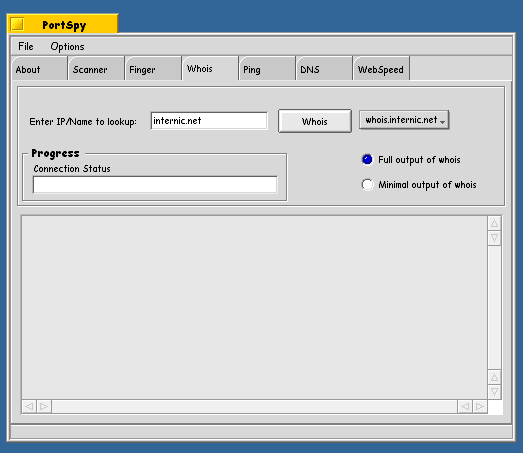 PortSpy
File Options
About Scanner Finger Whois Ping DNS WebSpeed
Enter IP/Name to lookup: internic.net Whois whois.internic.net
Progress
Connection Status
Full output of whois
Minimal output of whois